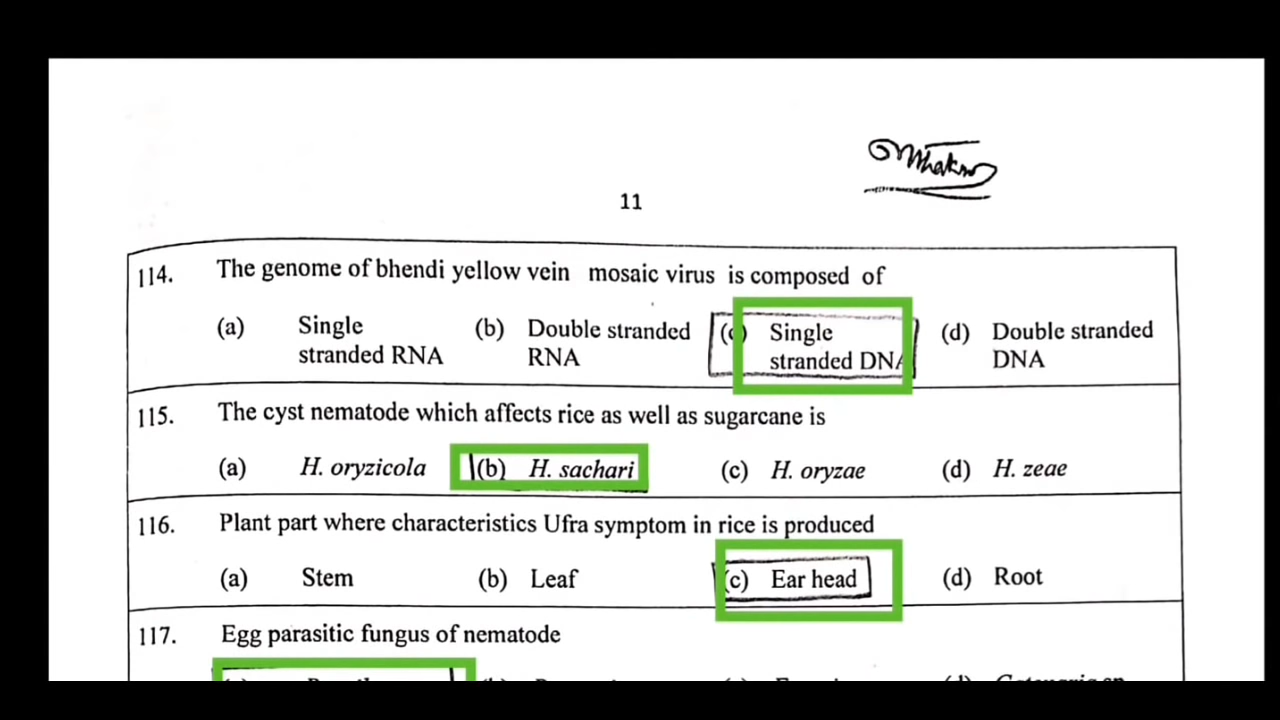 11
114. The genome of bhendi yellow vein mosaic virus is composed of
(a) Single stranded RNA (b) Double stranded RNA (c) Single stranded DNA (d) Double stranded DNA
115. The cyst nematode which affects rice as well as sugarcane is
(a) H. oryzicola (b) H. sachari (c) H. oryzae (d) H. zeae
116. Plant part where characteristics Ufra symptom in rice is produced
(a) Stem (b) Leaf (c) Ear head (d) Root
117. Egg parasitic fungus of nematode